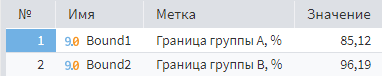 № Имя Метка Значение
1 9.0 Bound1 Граница группы A, % 85,12
2 9.0 Bound2 Граница группы B, % 96,19